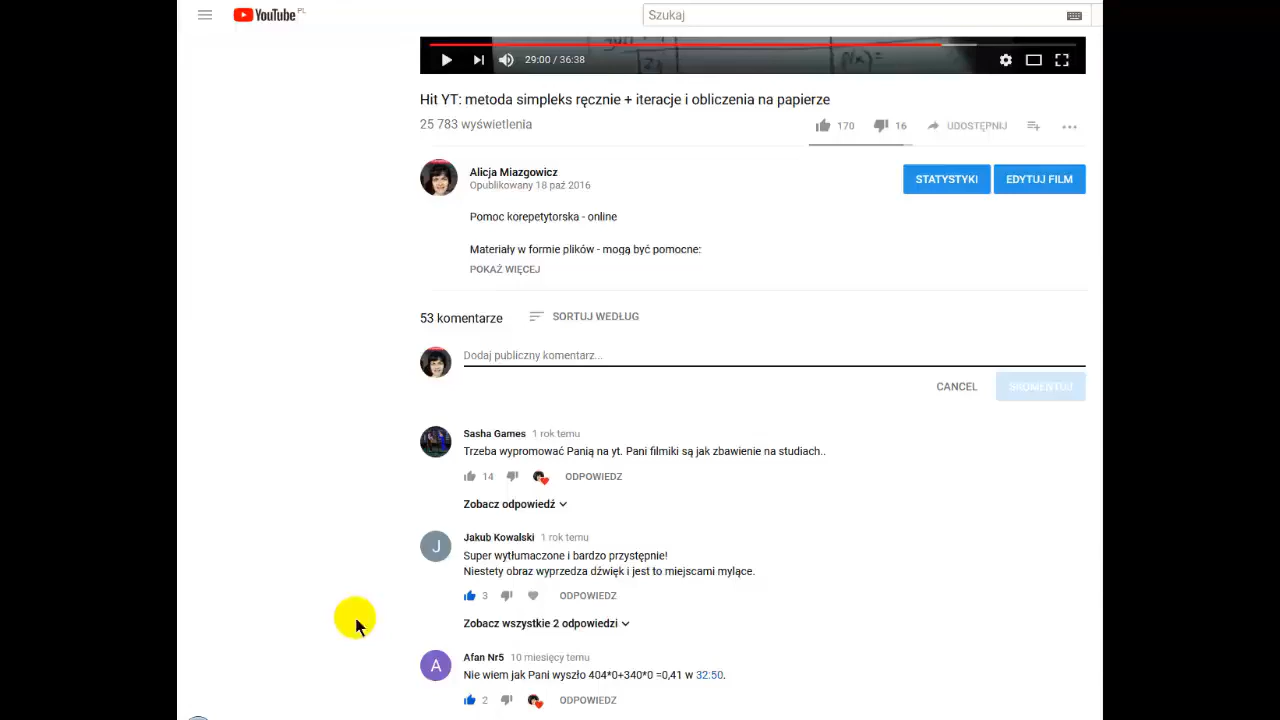 YouTube PL
Szukaj
29:00 / 36:38
Hit YT: metoda simpleks ręcznie + iteracje i obliczenia na papierze
25 783 wyświetlenia
170 16 UDOSTĘPNIJ
Alicja Miazgowicz
Opublikowany 18 paź 2016
STATYSTYKI EDYTUJ FILM
Pomoc korepetytorska - online
Materiały w formie plików - mogą być pomocne:
POKAŻ WIĘCEJ
53 komentarze SORTUJ WEDŁUG
Dodaj publiczny komentarz...
CANCEL SKOMENTUJ
Sasha Games 1 rok temu
Trzeba wypromować Panią na yt. Pani filmiki są jak zbawienie na studiach..
14 ODPOWIEDZ
Zobacz odpowiedź
J Jakub Kowalski 1 rok temu
Super wytłumaczone i bardzo przystępnie!
Niestety obraz wyprzedza dźwięk i jest to miejscami mylące.
3 ODPOWIEDZ
Zobacz wszystkie 2 odpowiedzi
A Afan Nr5 10 miesięcy temu
Nie wiem jak Pani wyszło 404*0+340*0 =0,41 w 32:50.
2 ODPOWIEDZ